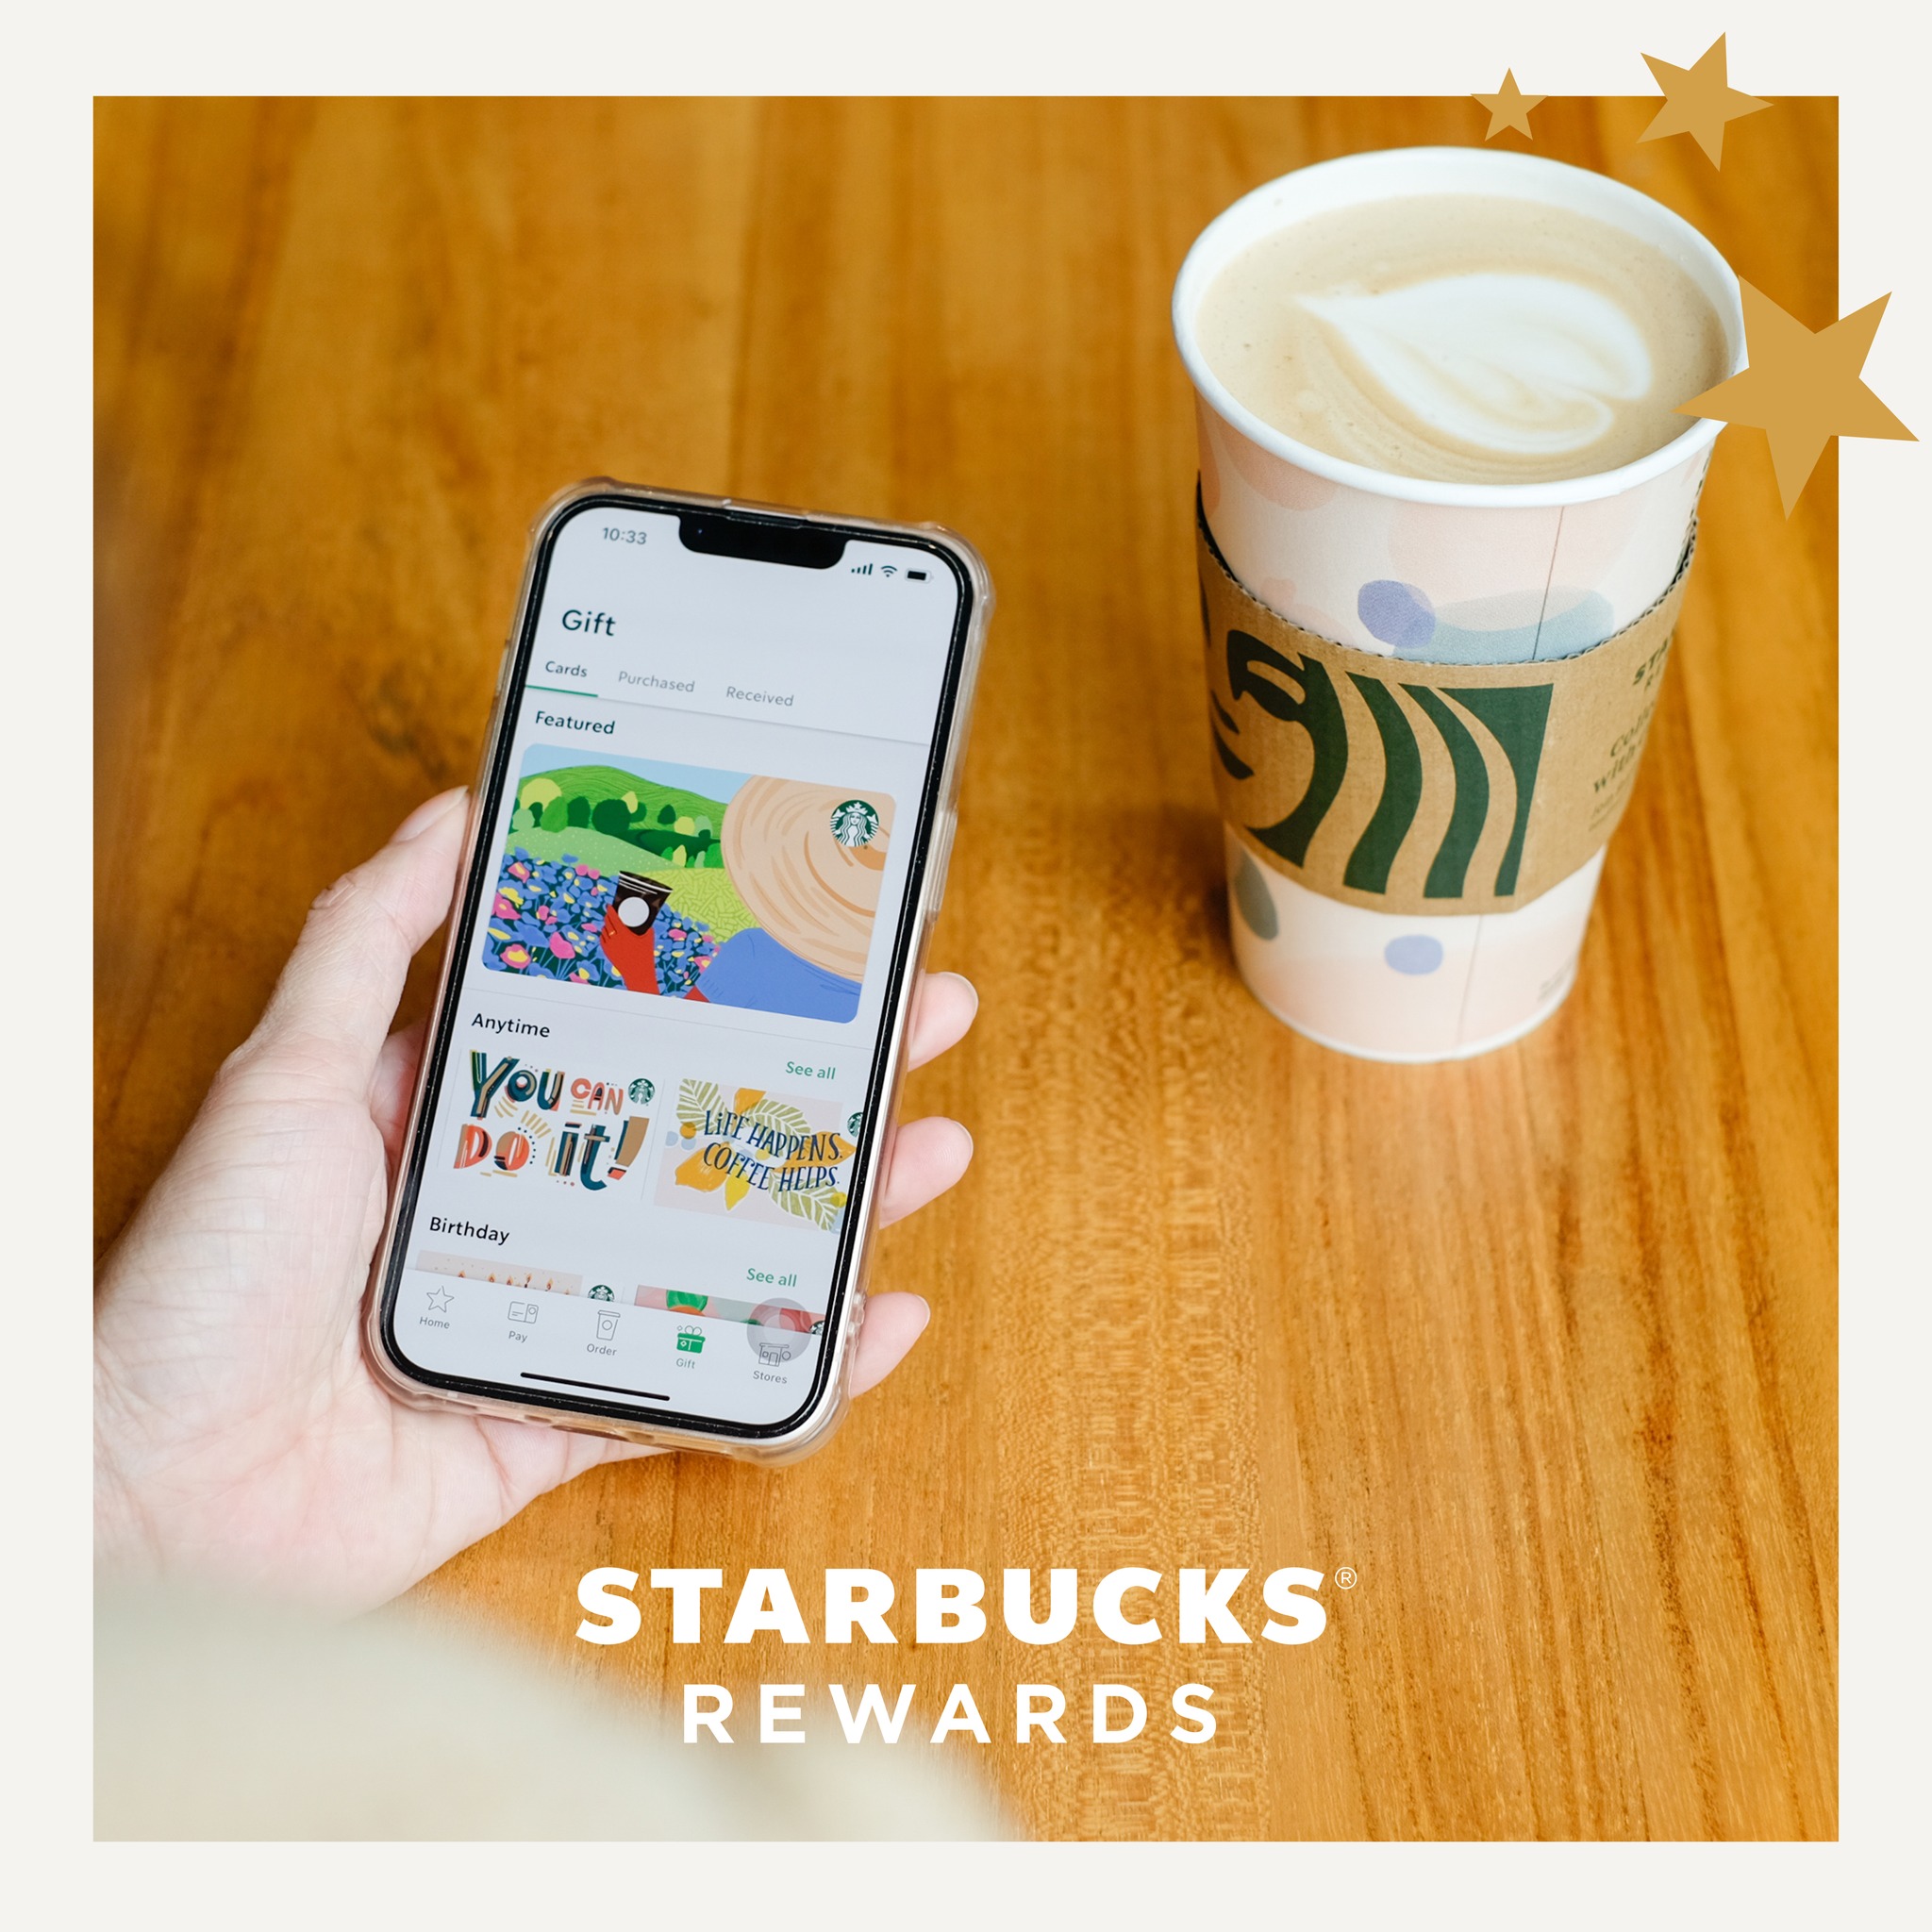 10:33
Gift
Cards Purchased Received
Featured
Anytime
See all
YOU CAN
DO it!
LIFE HAPPENS.
COFFEE HELPS.
Birthday
See all
Home Pay Order Gift Stores
STARBUCKS®
REWARDS